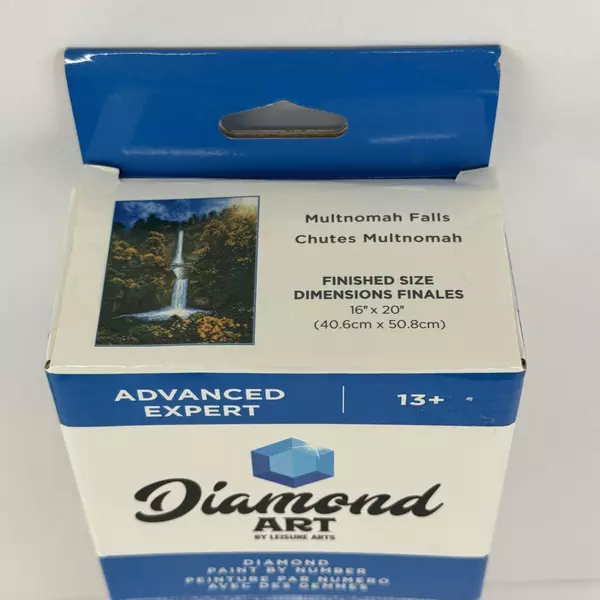 Multnomah Falls
Chutes Multnomah
FINISHED SIZE
DIMENSIONS FINALES
16" x 20"
(40.6cm x 50.8cm)
ADVANCED
EXPERT
13+
Diamond
ART
BY LEISURE ARTS
DIAMOND
PAINT BY NUMBER
PEINTURE PAR NUMÉRO
AVEC DES GEMMES